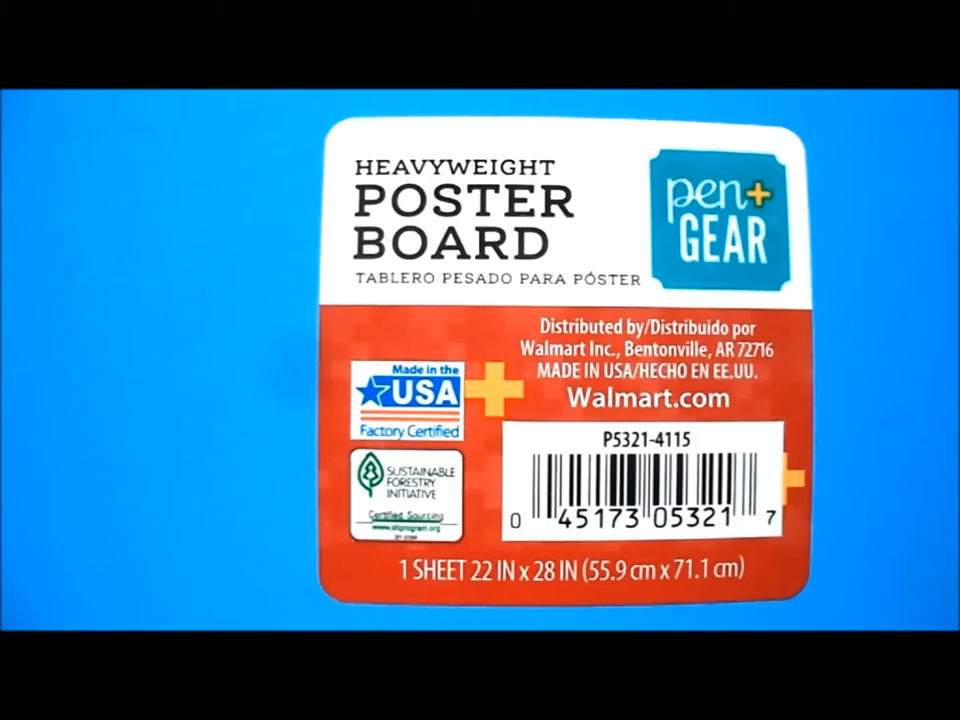 HEAVYWEIGHT
POSTER
BOARD
TABLERO PESADO PARA PÓSTER
pen+
GEAR
Distributed by/Distribuido por
Walmart Inc., Bentonville, AR 72716
MADE IN USA/HECHO EN EE.UU.
Walmart.com
Made in the
USA
Factory Certified
SUSTAINABLE
FORESTRY
INITIATIVE
Certified Sourcing
www.sfiprogram.org
P5321-4115
0 45173 05321 7
1 SHEET 22 IN x 28 IN (55.9 cm x 71.1 cm)